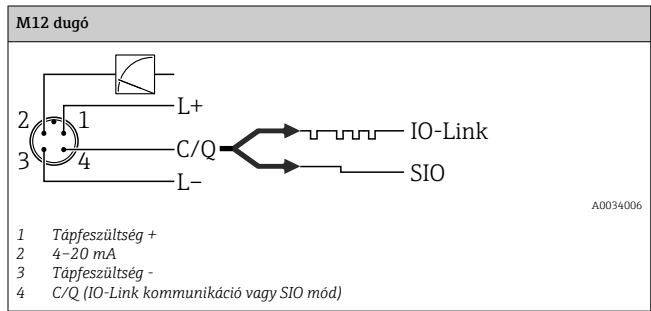 M12 dugó
L+
2 1
C/Q
IO-Link
3 4
SIO
L–
A0034006
1 Tápfeszültség +
2 4–20 mA
3 Tápfeszültség -
4 C/Q (IO-Link kommunikáció vagy SIO mód)